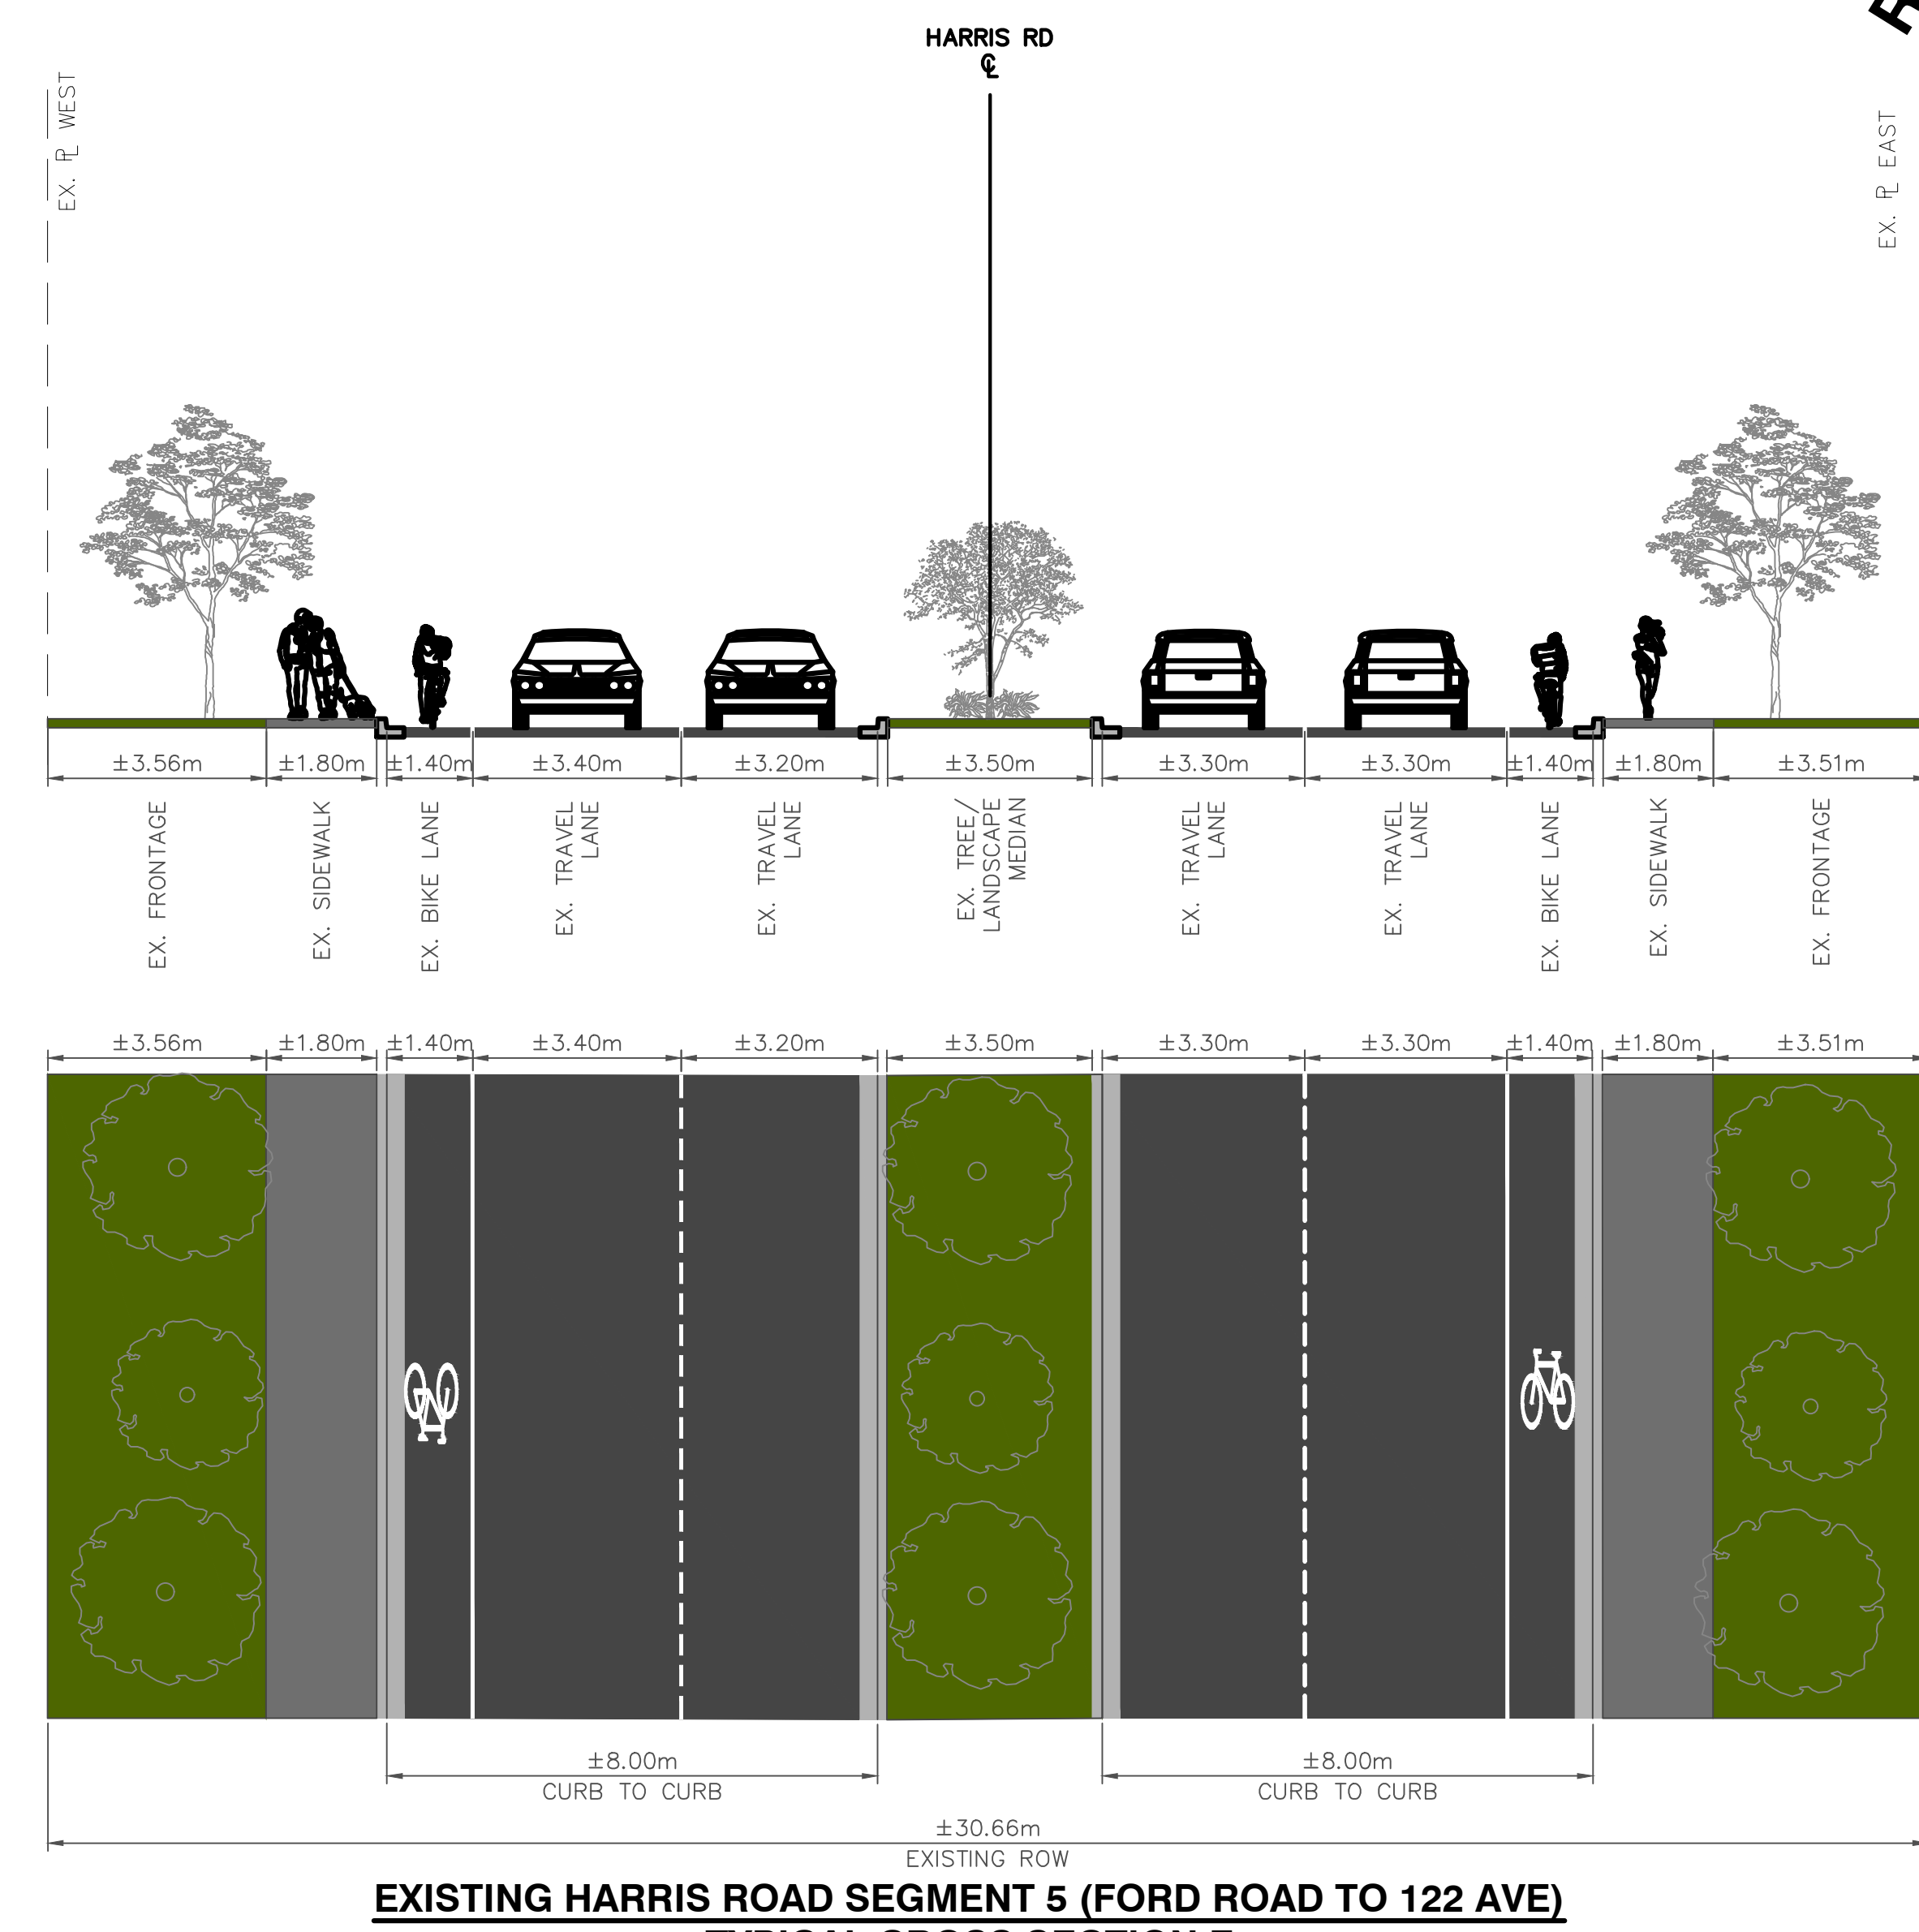 HARRIS RD
℄
EX. ⅊ WEST
EX. ⅊ EAST
±3.56m ±1.80m ±1.40m ±3.40m ±3.20m ±3.50m ±3.30m ±3.30m ±1.40m ±1.80m ±3.51m
EX. FRONTAGE
EX. SIDEWALK
EX. BIKE LANE
EX. TRAVEL
LANE
EX. TRAVEL
LANE
EX. TREE/
LANDSCAPE
MEDIAN
EX. TRAVEL
LANE
EX. TRAVEL
LANE
EX. BIKE LANE
EX. SIDEWALK
EX. FRONTAGE
±3.56m ±1.80m ±1.40m ±3.40m ±3.20m ±3.50m ±3.30m ±3.30m ±1.40m ±1.80m ±3.51m
±8.00m
CURB TO CURB
±8.00m
CURB TO CURB
±30.66m
EXISTING ROW
EXISTING HARRIS ROAD SEGMENT 5 (FORD ROAD TO 122 AVE)